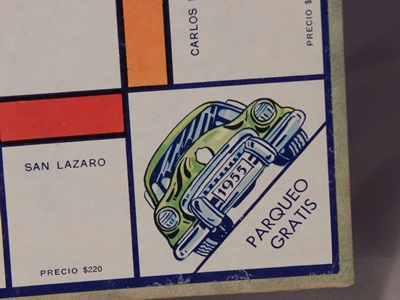 CARLOS
PRECIO $
SAN LAZARO
PRECIO $220
1955
PARQUEO
GRATIS